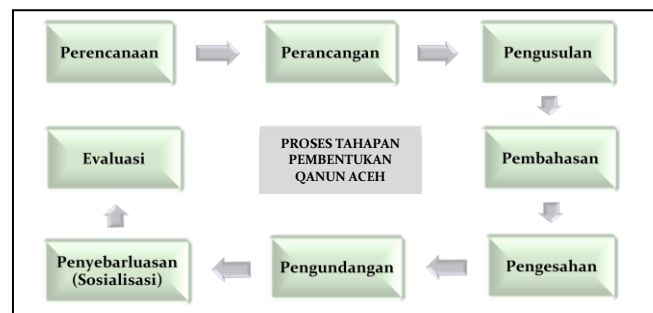 Perencanaan
Perancangan
Pengusulan
Evaluasi
PROSES TAHAPAN
PEMBENTUKAN
QANUN ACEH
Pembahasan
Penyebarluasan
(Sosialisasi)
Pengundangan
Pengesahan